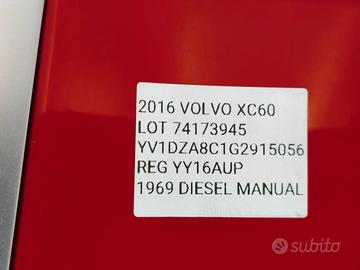 2016 VOLVO XC60
LOT 74173945
YV1DZA8C1G2915056
REG YY16AUP
1969 DIESEL MANUAL
subito